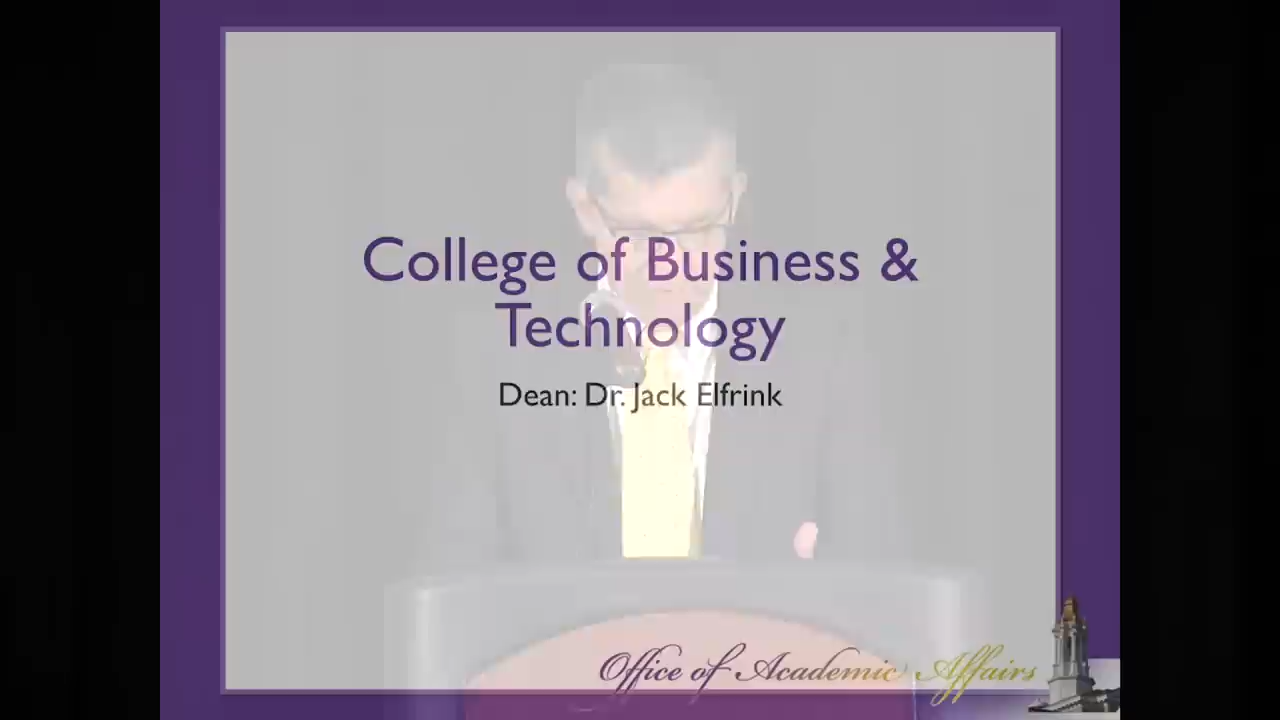 College of Business &
Technology
Dean: Dr. Jack Elfrink
Office of Academic Affairs